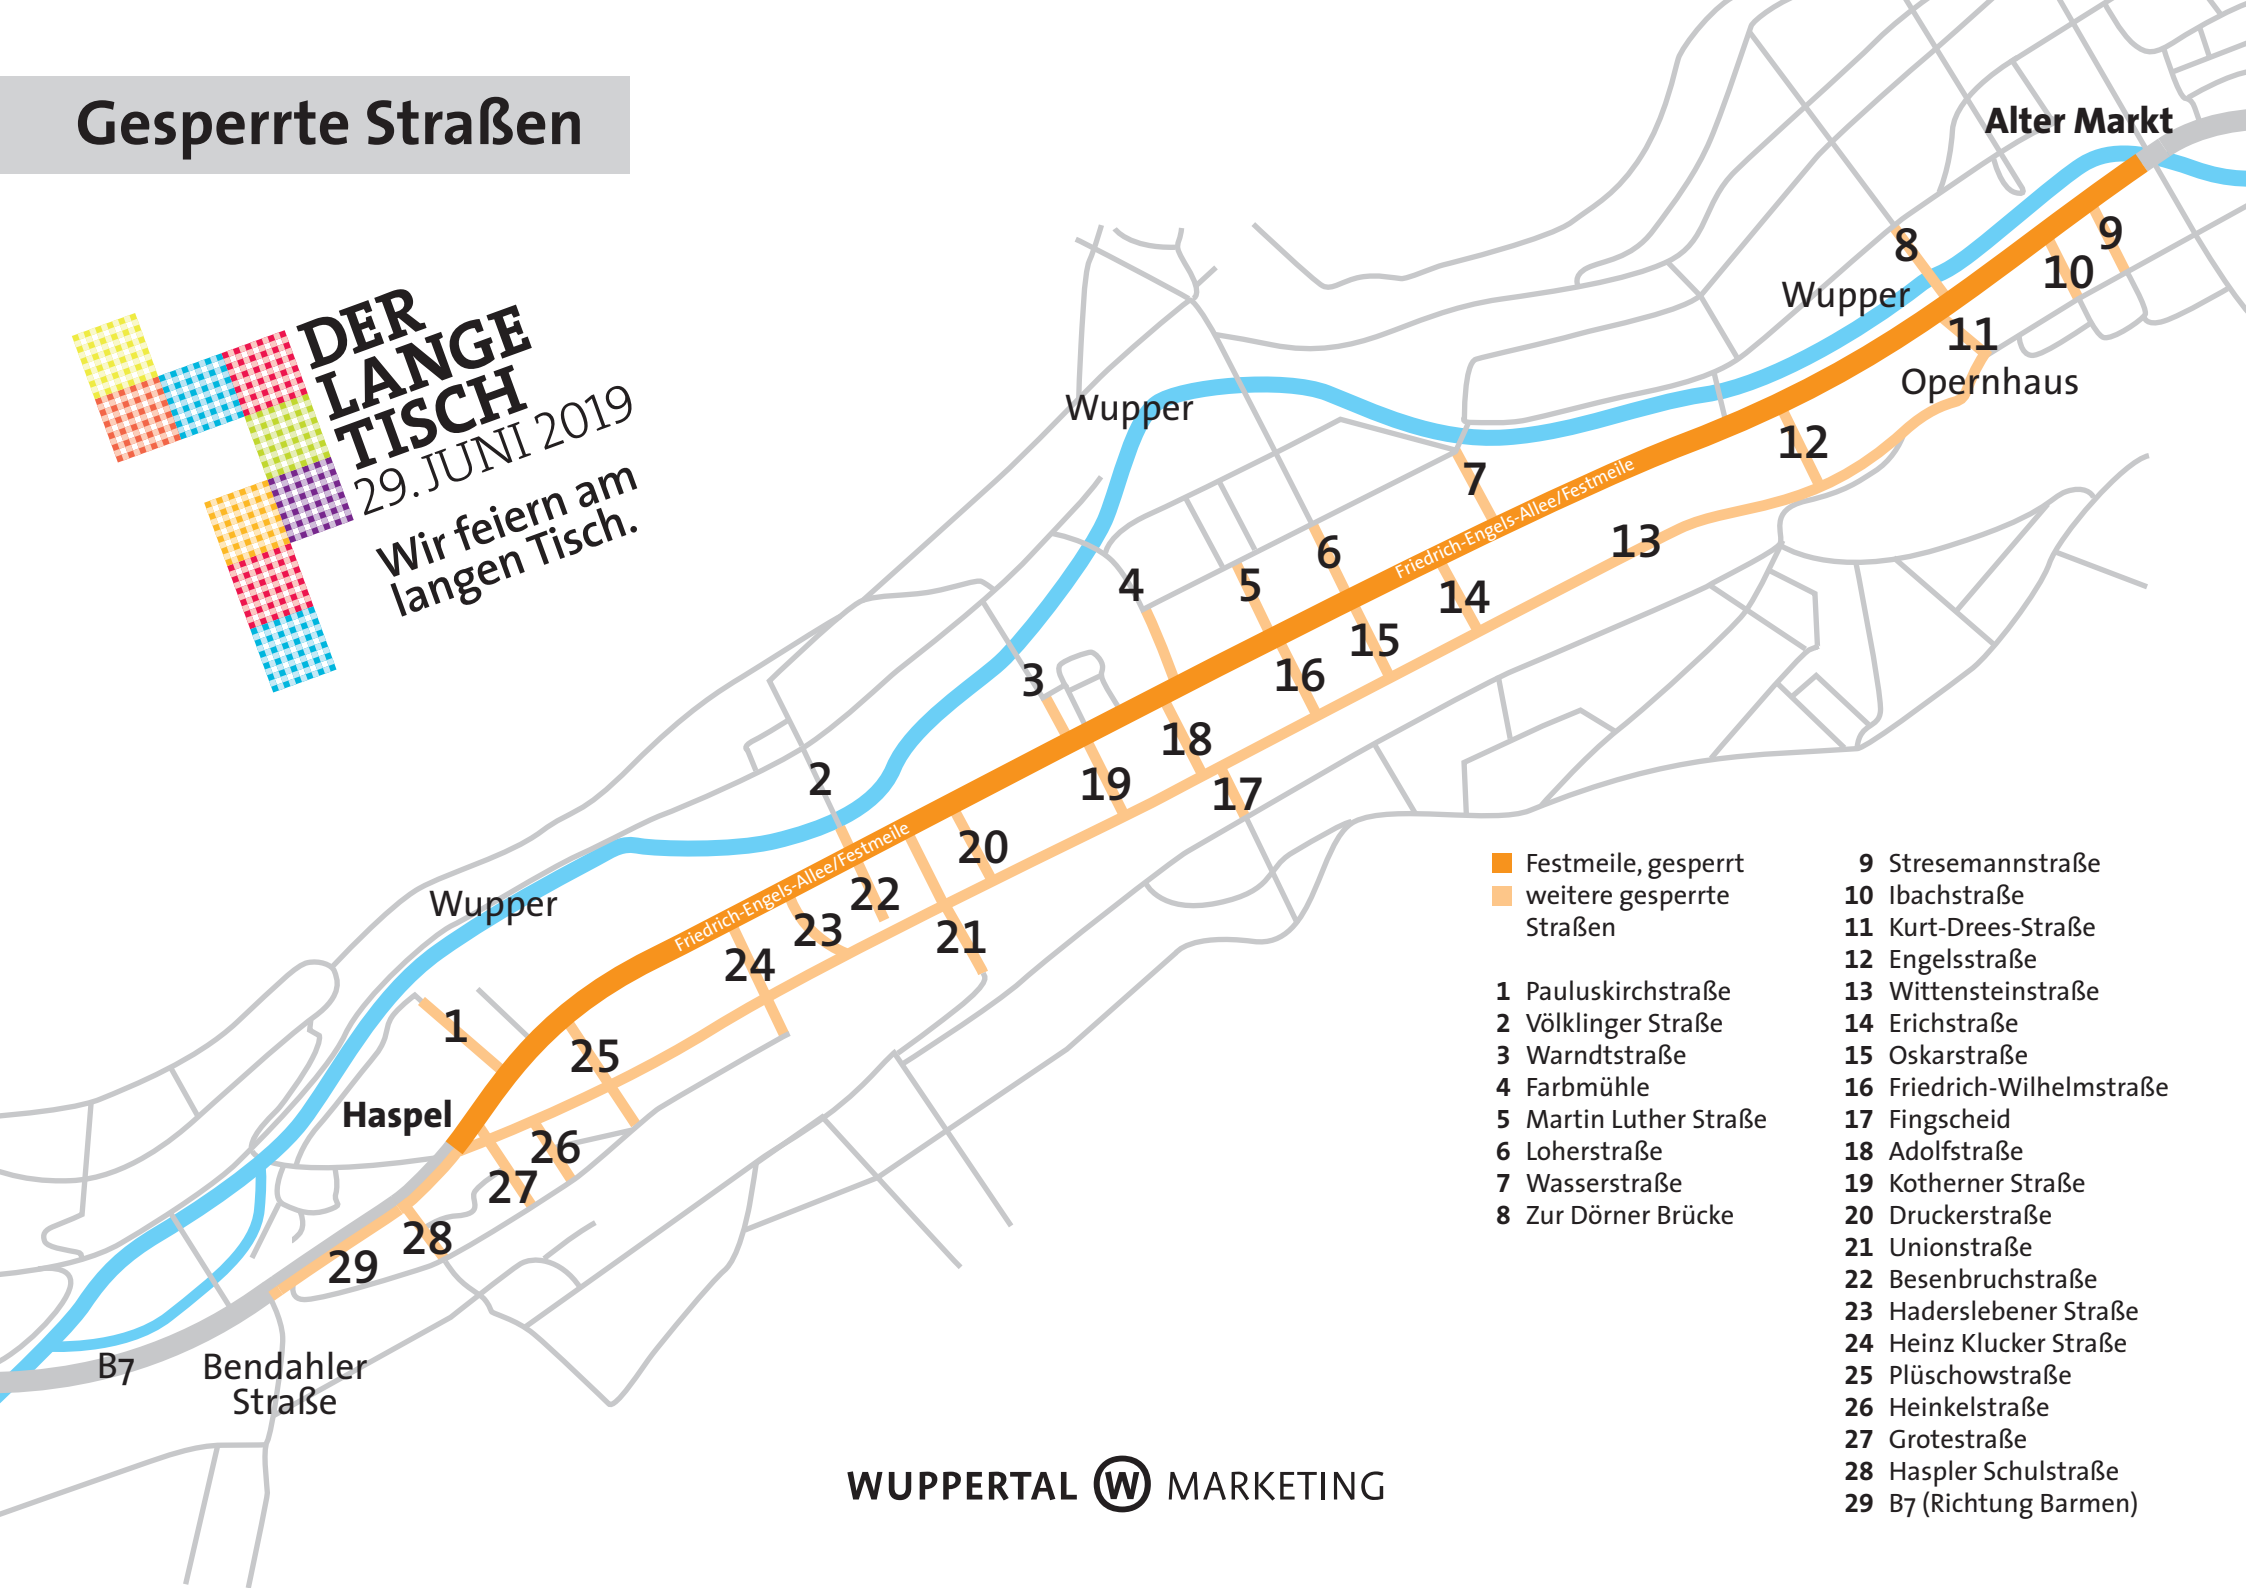 Gesperrte Straßen
DER
LANGE
TISCH
29. JUNI 2019
Wir feiern am
langen Tisch.
Alter Markt
8
9
10
Wupper
11
Opernhaus
Wupper
12
7
Friedrich-Engels-Allee/Festmeile
13
6
5
4
14
15
16
3
18
19
17
2
20
Friedrich-Engels-Allee/Festmeile
22
23
21
24
Wupper
1
25
Haspel
26
27
28
29
B7
Bendahler
Straße
Festmeile, gesperrt
weitere gesperrte
Straßen
1 Pauluskirchstraße
2 Völklinger Straße
3 Warndtstraße
4 Farbmühle
5 Martin Luther Straße
6 Loherstraße
7 Wasserstraße
8 Zur Dörner Brücke
9 Stresemannstraße
10 Ibachstraße
11 Kurt-Drees-Straße
12 Engelsstraße
13 Wittensteinstraße
14 Erichstraße
15 Oskarstraße
16 Friedrich-Wilhelmstraße
17 Fingscheid
18 Adolfstraße
19 Kotherner Straße
20 Druckerstraße
21 Unionstraße
22 Besenbruchstraße
23 Haderslebener Straße
24 Heinz Klucker Straße
25 Plüschowstraße
26 Heinkelstraße
27 Grotestraße
28 Haspler Schulstraße
29 B7 (Richtung Barmen)
WUPPERTAL W MARKETING